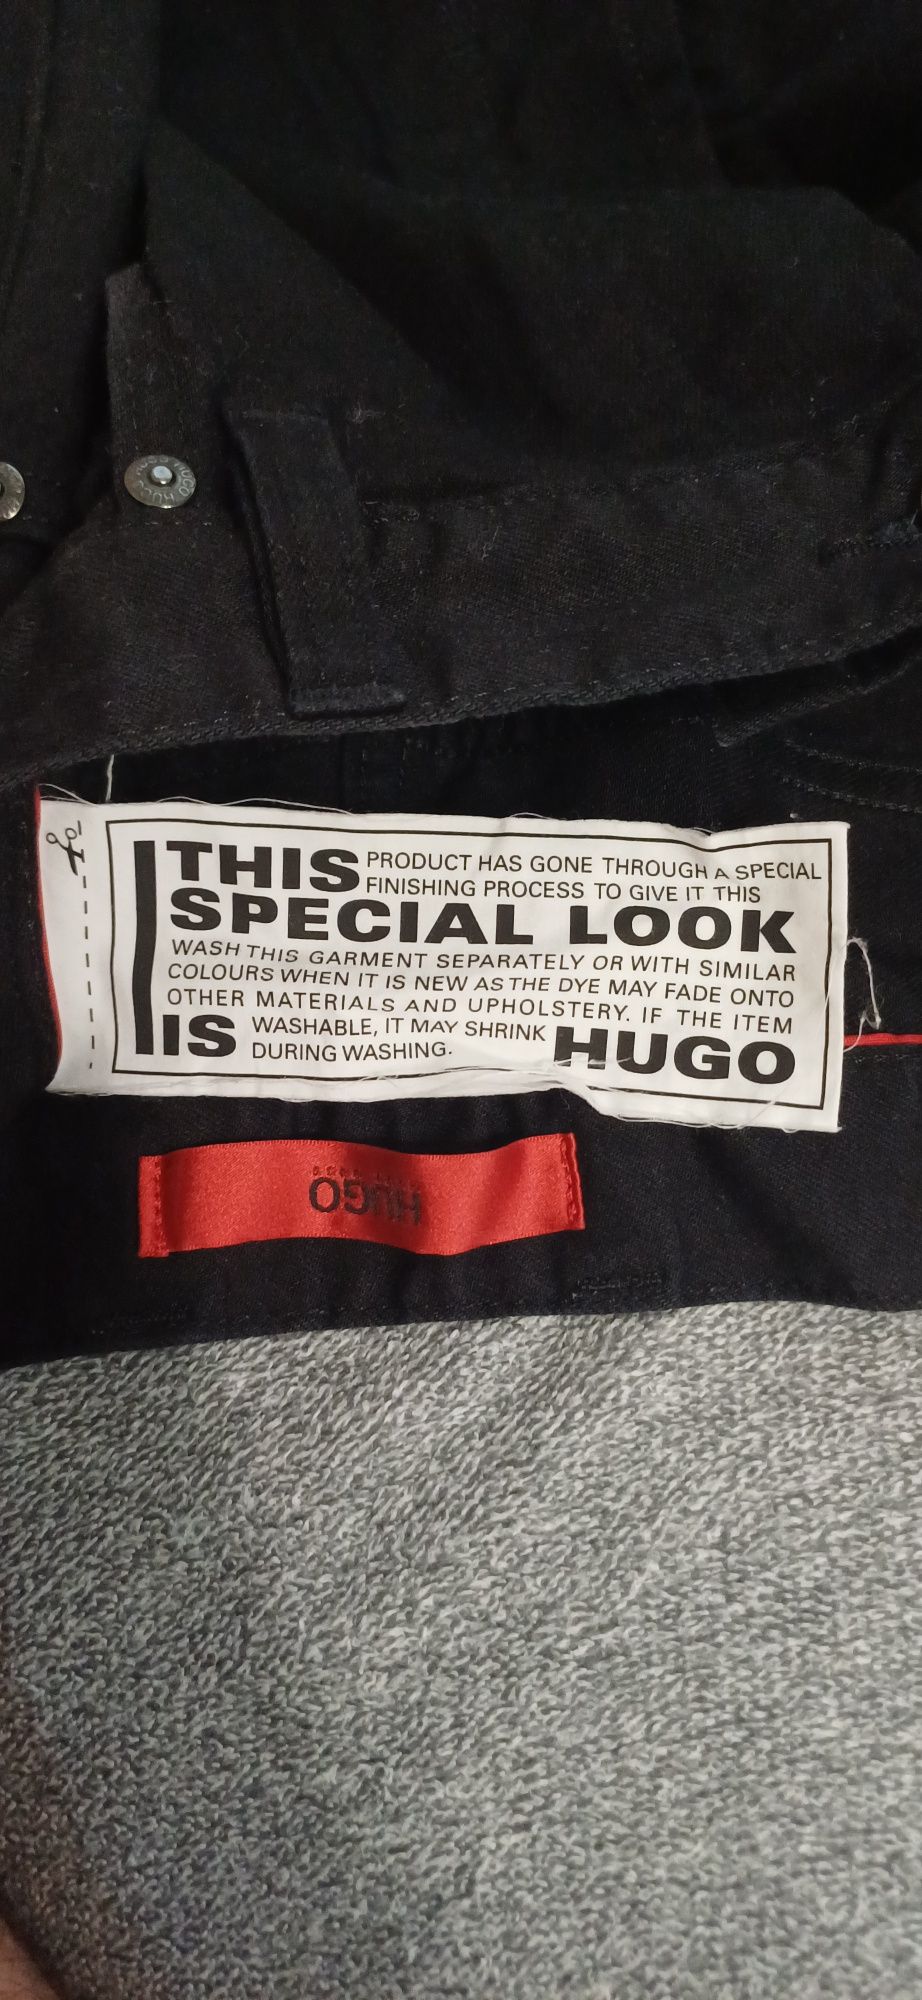 HUGO HUGO
THIS PRODUCT HAS GONE THROUGH A SPECIAL
FINISHING PROCESS TO GIVE IT THIS
SPECIAL LOOK
WASH THIS GARMENT SEPARATELY OR WITH SIMILAR
COLOURS WHEN IT IS NEW AS THE DYE MAY FADE ONTO
OTHER MATERIALS AND UPHOLSTERY. IF THE ITEM
IS WASHABLE, IT MAY SHRINK HUGO
DURING WASHING.
HUGO